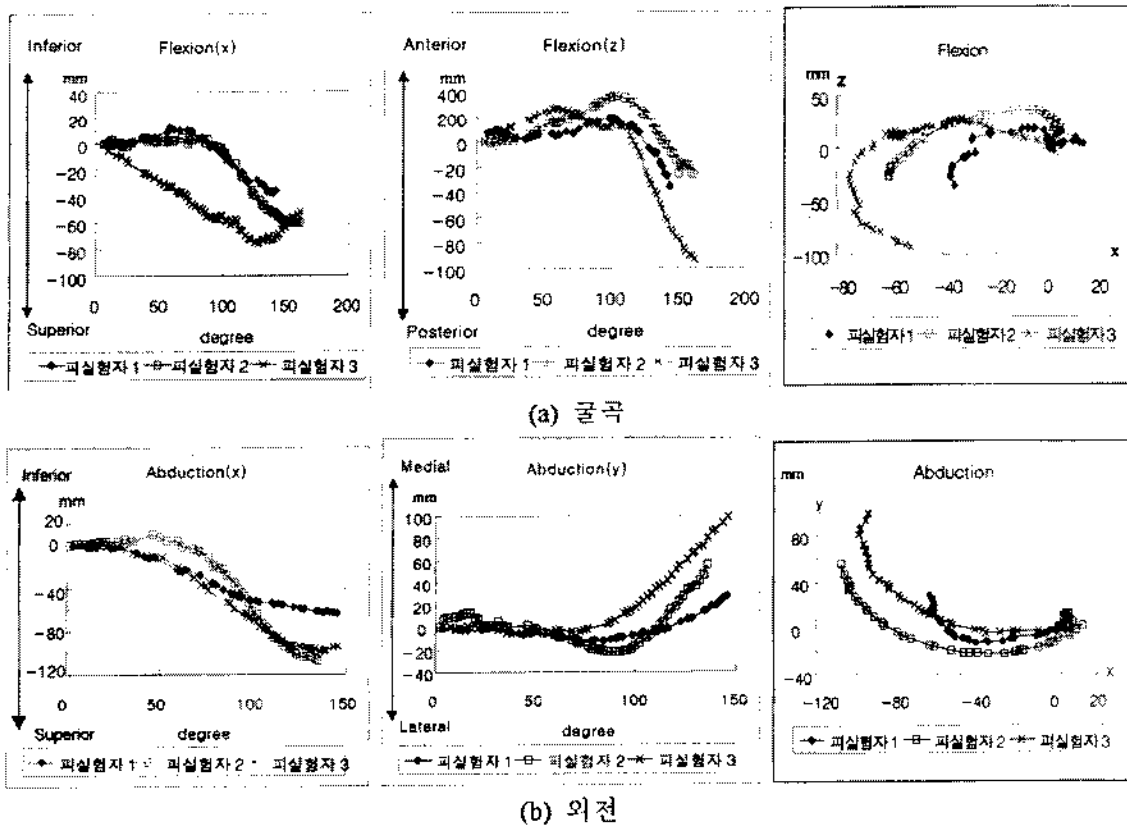 Inferior
Flexion(x)
mm
40
20
0
-20
-40
-60
-80
-100
0 50 100 150 200
Superior
degree
피실험자 1 피실험자 2 피실험자 3
Anterior
Flexion(z)
mm
400
200
0
-20
-40
-60
-80
-100
0 50 100 150 200
Posterior
degree
피실험자 1 피실험자 2 피실험자 3
Flexion
mm z
50
0
-50
-100
x
-80 -60 -40 -20 0 20
피실험자 1 피실험자 2 피실험자 3
(a) 굴곡
Inferior
Abduction(x)
mm
20
0
-40
-80
-120
0 50 100 150
Superior
degree
피실험자 1 피실험자 2 피실험자 3
Medial
Abduction(y)
mm
100
80
60
40
20
0
-20
-40
0 50 100 150
Lateral
degree
피실험자 1 피실험자 2 피실험자 3
mm
Abduction
y
80
40
0
-40
x
-120 -80 -40 0 20
피실험자 1 피실험자 2 피실험자 3
(b) 외전